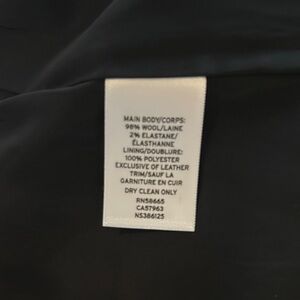 MAIN BODY/CORPS:
98% WOOL/LAINE
2% ELASTANE/
ÉLASTHANNE
LINING/DOUBLURE:
100% POLYESTER
EXCLUSIVE OF LEATHER
TRIM/SAUF LA
GARNITURE EN CUIR
DRY CLEAN ONLY
RN58665
CA57963
NS386125